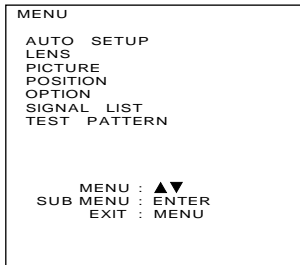 MENU
AUTO SETUP
LENS
PICTURE
POSITION
OPTION
SIGNAL LIST
TEST PATTERN
MENU : ▲▼
SUB MENU : ENTER
EXIT : MENU